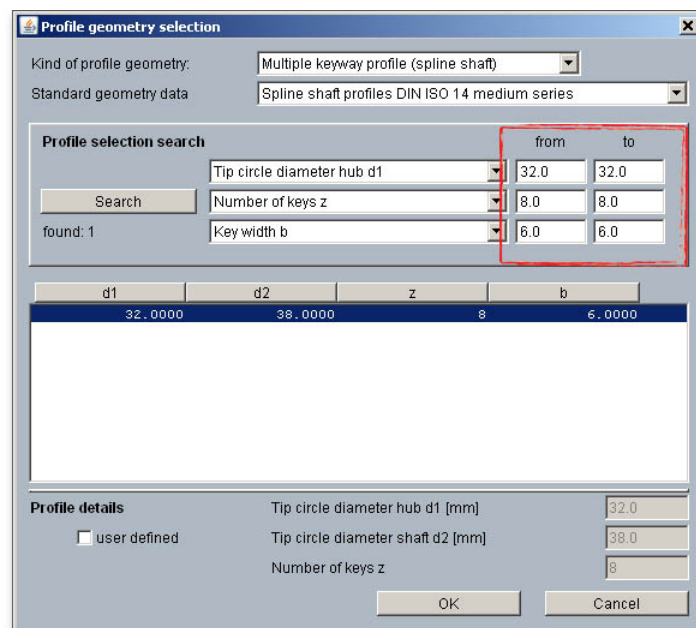 Profile geometry selection
Kind of profile geometry: Multiple keyway profile (spline shaft)
Standard geometry data Spline shaft profiles DIN ISO 14 medium series
Profile selection search from to
Tip circle diameter hub d1 32.0 32.0
Search Number of keys z 8.0 8.0
found: 1 Key width b 6.0 6.0
d1 d2 z b
32.0000 38.0000 8 6.0000
Profile details Tip circle diameter hub d1 [mm] 32.0
user defined Tip circle diameter shaft d2 [mm] 38.0
Number of keys z 8
OK Cancel